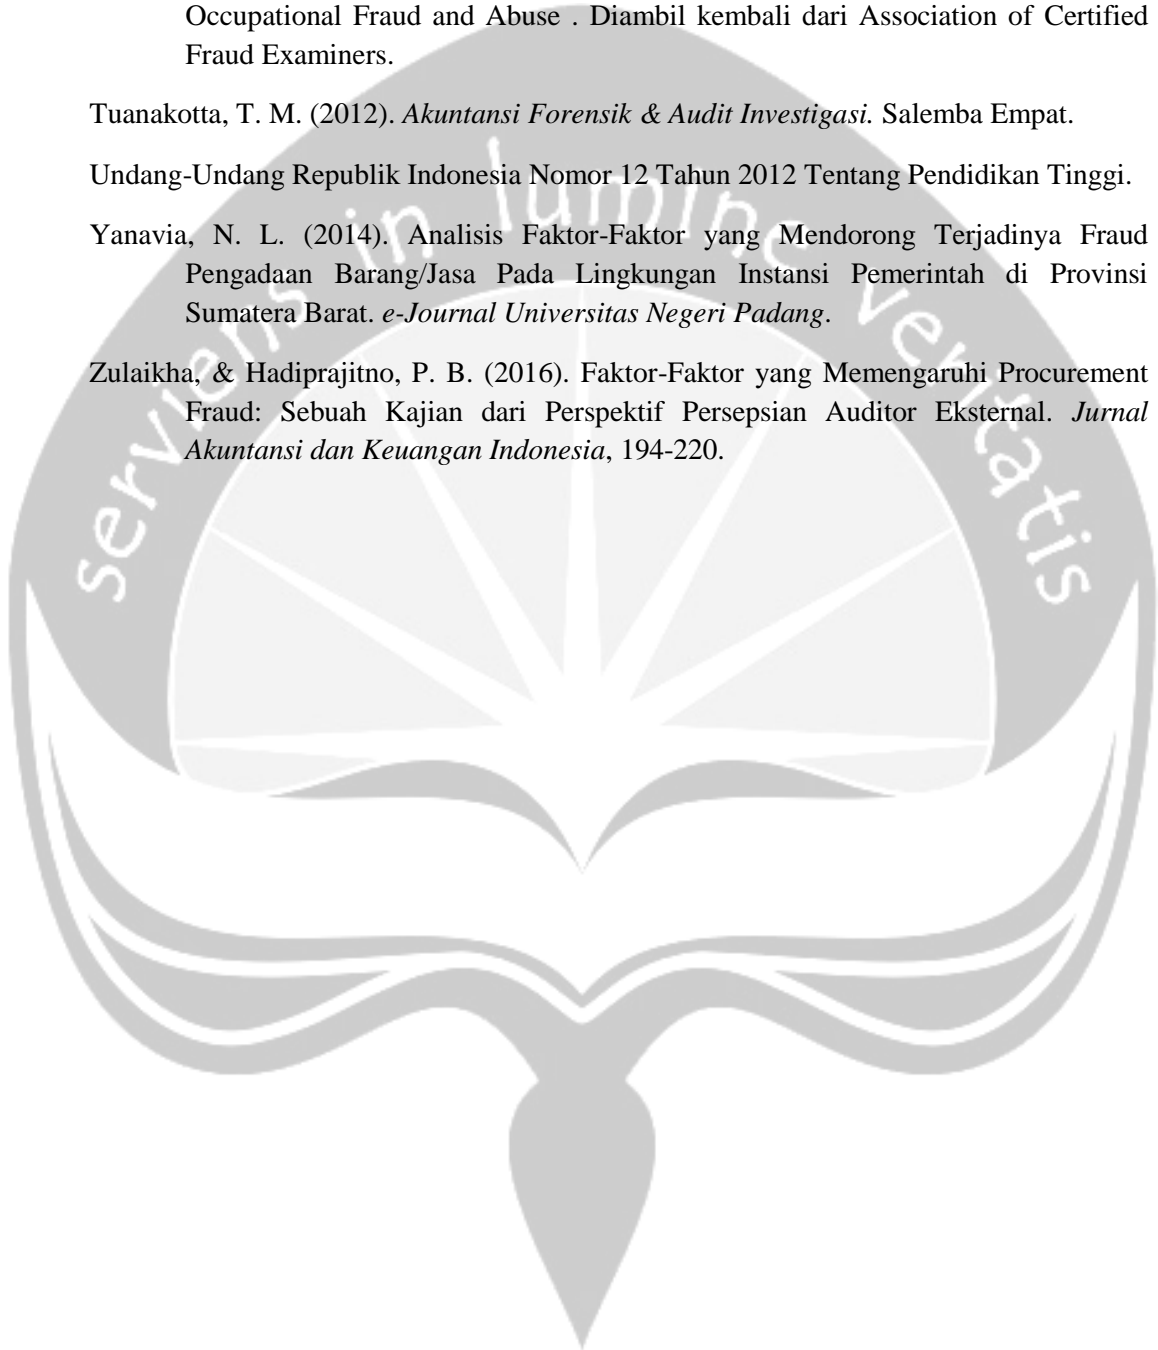 Occupational Fraud and Abuse . Diambil kembali dari Association of Certified
Fraud Examiners.
Tuanakotta, T. M. (2012). Akuntansi Forensik & Audit Investigasi. Salemba Empat.
Undang-Undang Republik Indonesia Nomor 12 Tahun 2012 Tentang Pendidikan Tinggi.
Yanavia, N. L. (2014). Analisis Faktor-Faktor yang Mendorong Terjadinya Fraud
Pengadaan Barang/Jasa Pada Lingkungan Instansi Pemerintah di Provinsi
Sumatera Barat. e-Journal Universitas Negeri Padang.
Zulaikha, & Hadiprajitno, P. B. (2016). Faktor-Faktor yang Memengaruhi Procurement
Fraud: Sebuah Kajian dari Perspektif Persepsian Auditor Eksternal. Jurnal
Akuntansi dan Keuangan Indonesia, 194-220.
serviens in lumine veritatis